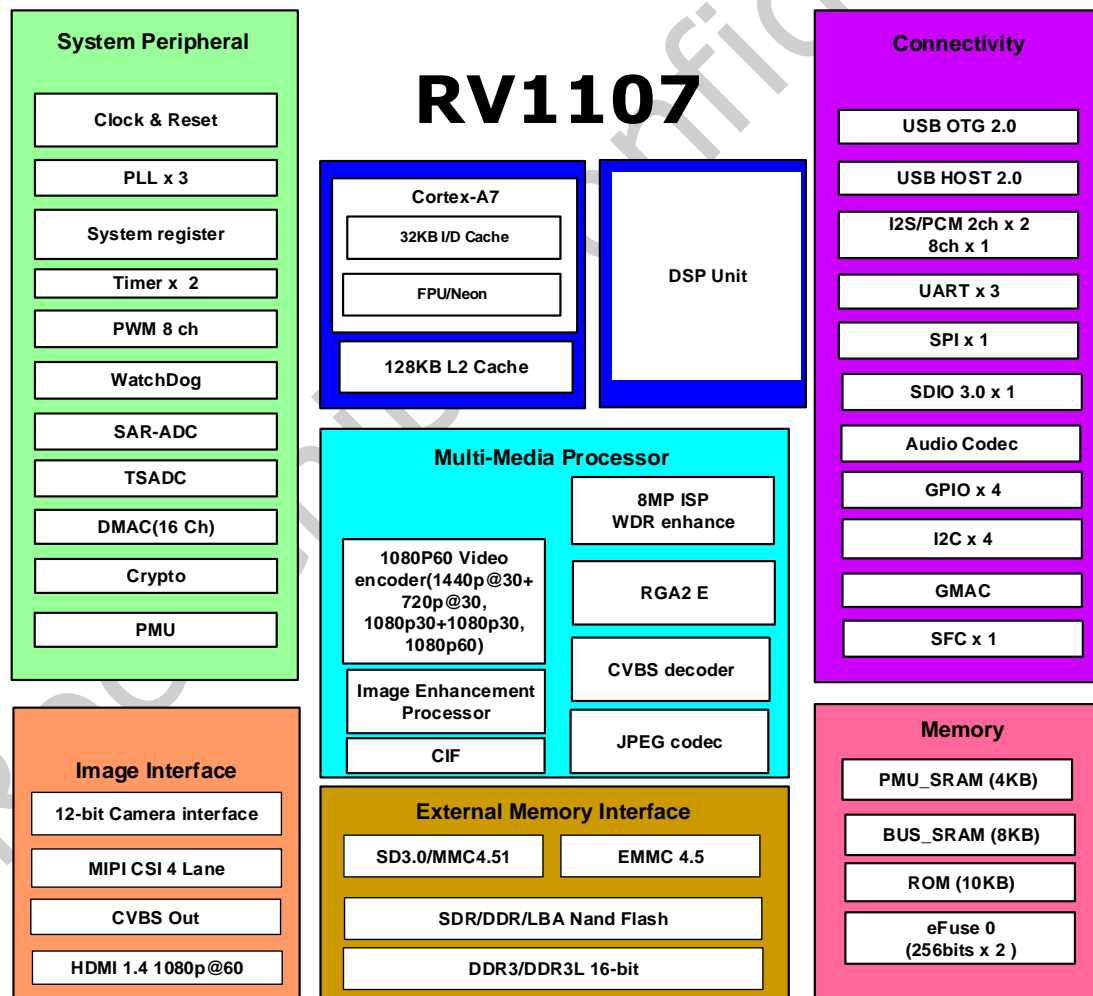 System Peripheral
Clock & Reset
PLL x 3
System register
Timer x 2
PWM 8 ch
WatchDog
SAR-ADC
TSADC
DMAC(16 Ch)
Crypto
PMU
Image Interface
12-bit Camera interface
MIPI CSI 4 Lane
CVBS Out
HDMI 1.4 1080p@60
RV1107
Cortex-A7
32KB I/D Cache
FPU/Neon
128KB L2 Cache
DSP Unit
Multi-Media Processor
1080P60 Video
encoder(1440p@30+
720p@30,
1080p30+1080p30,
1080p60)
Image Enhancement
Processor
CIF
8MP ISP
WDR enhance
RGA2 E
CVBS decoder
JPEG codec
External Memory Interface
SD3.0/MMC4.51
EMMC 4.5
SDR/DDR/LBA Nand Flash
DDR3/DDR3L 16-bit
Connectivity
USB OTG 2.0
USB HOST 2.0
I2S/PCM 2ch x 2
8ch x 1
UART x 3
SPI x 1
SDIO 3.0 x 1
Audio Codec
GPIO x 4
I2C x 4
GMAC
SFC x 1
Memory
PMU_SRAM (4KB)
BUS_SRAM (8KB)
ROM (10KB)
eFuse 0
(256bits x 2 )